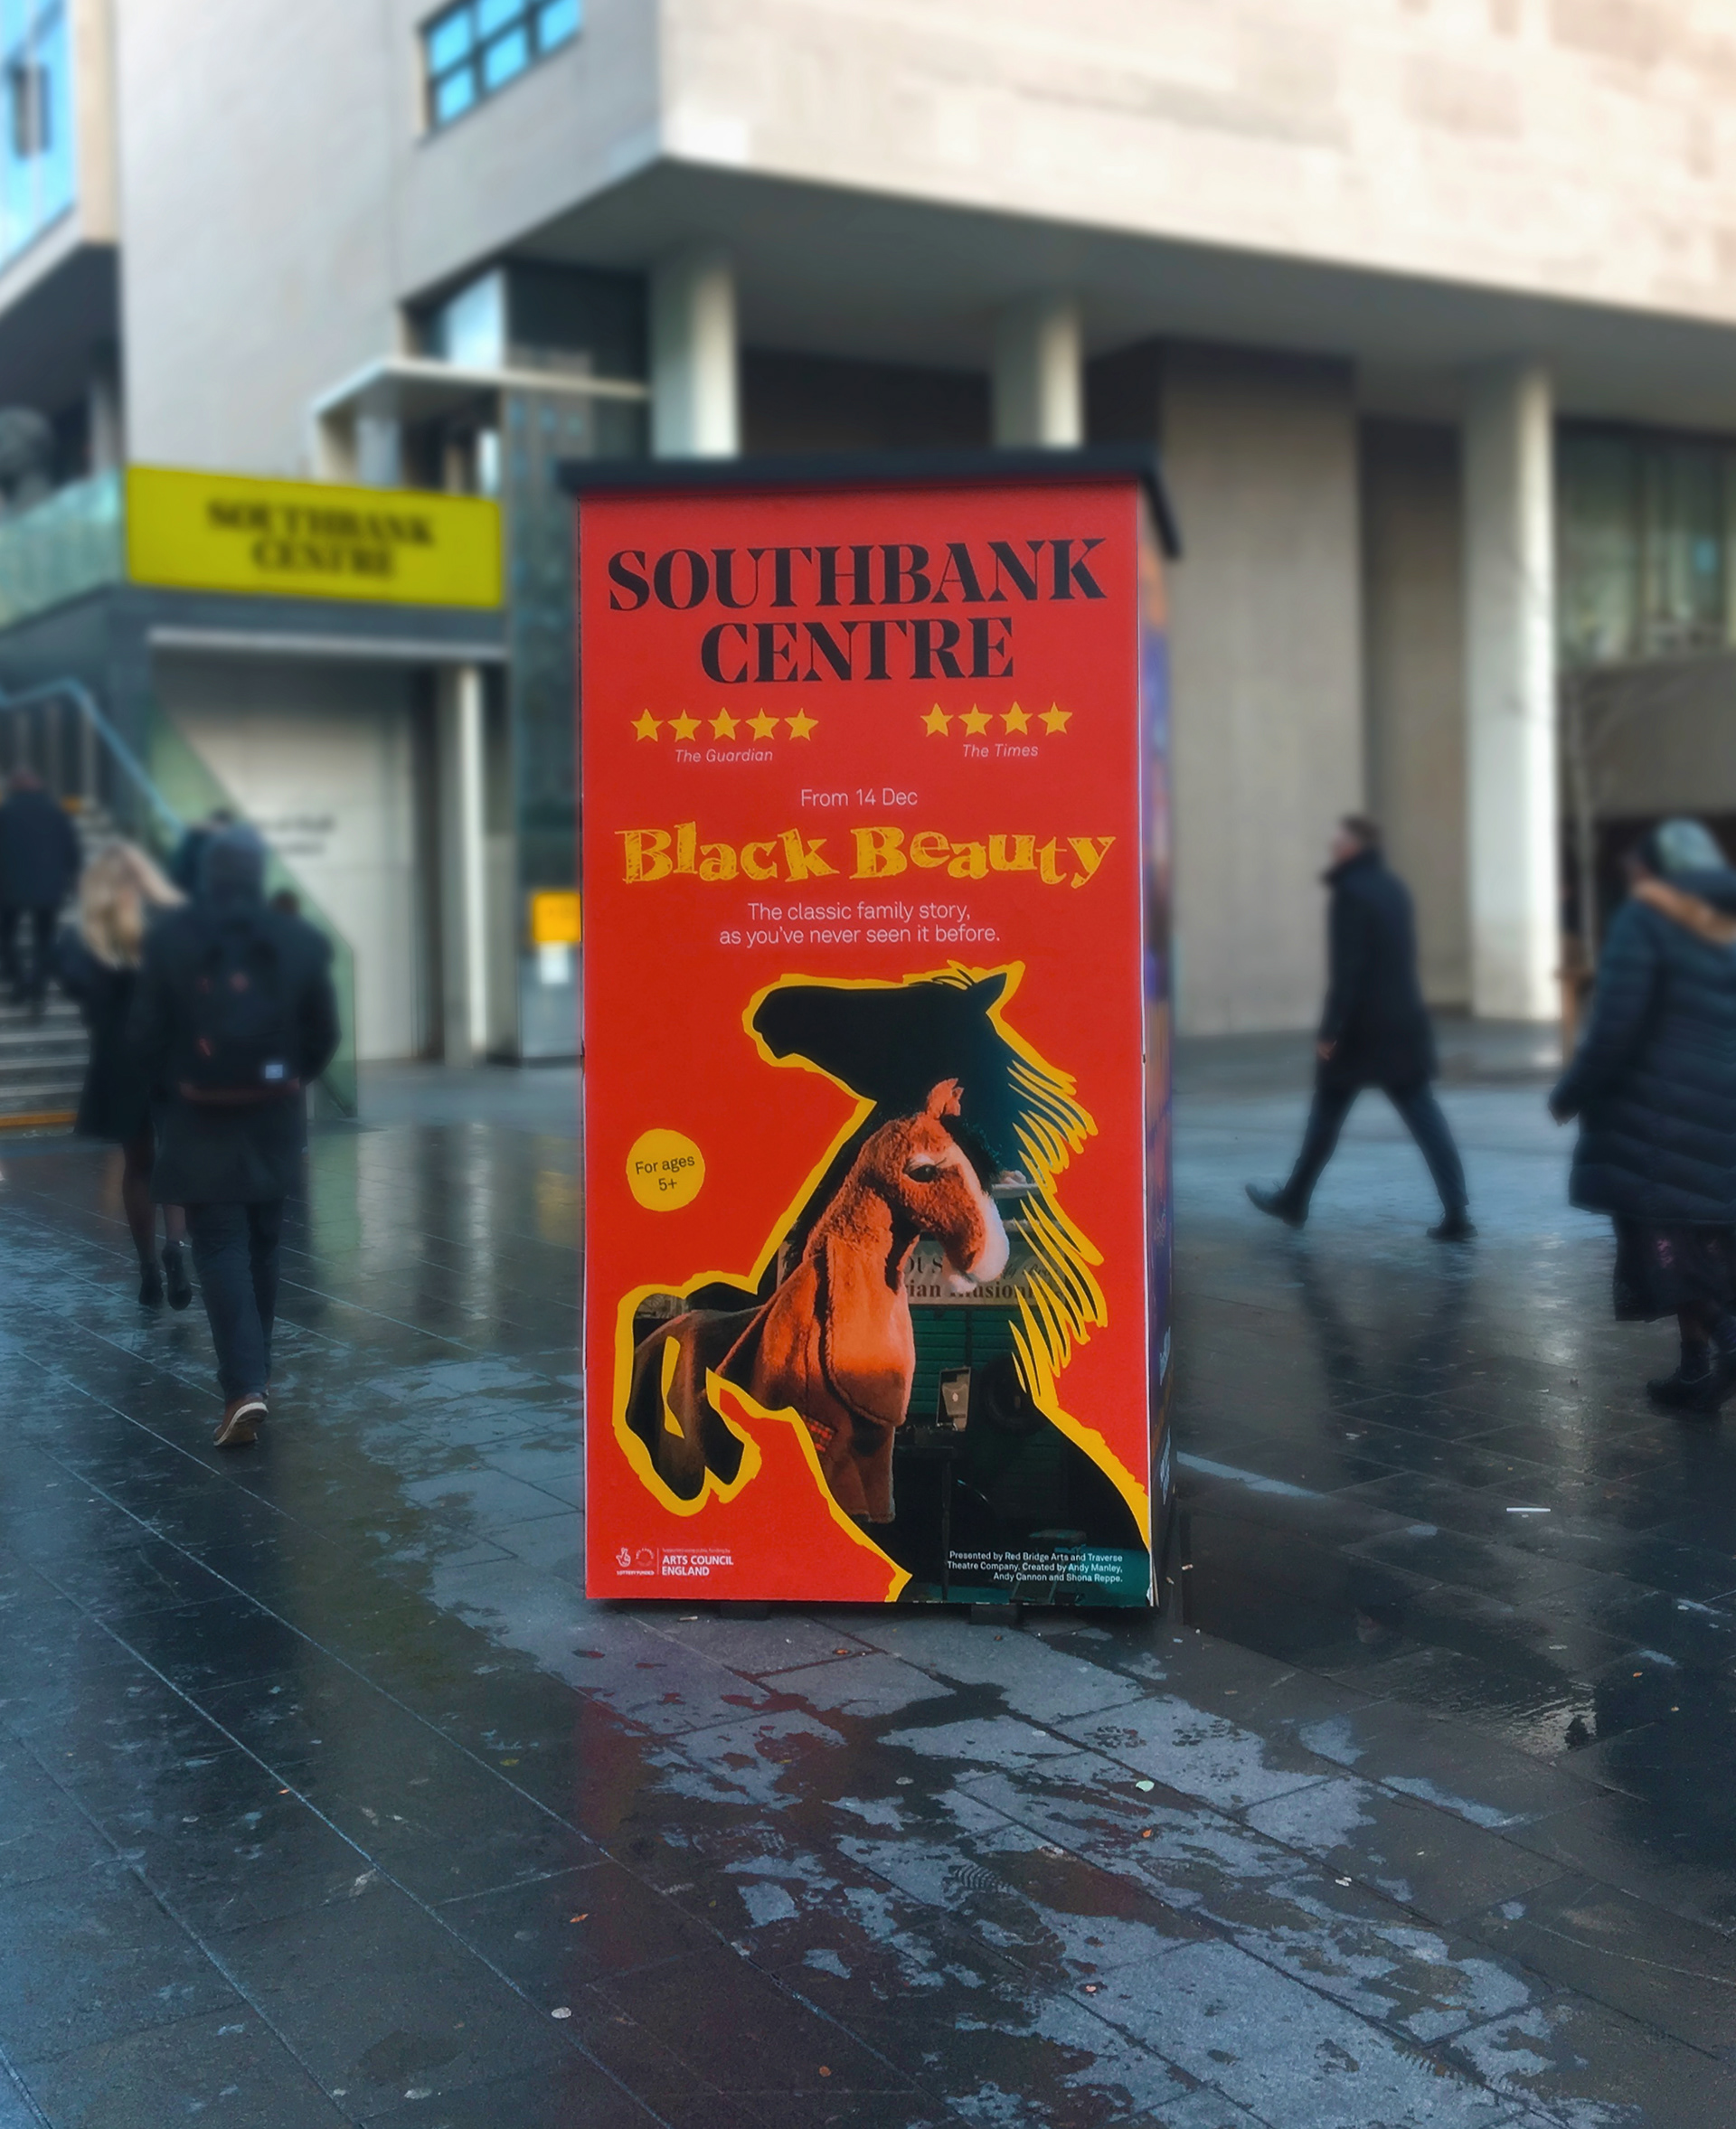 SOUTHBANK
CENTRE
SOUTHBANK
CENTRE
The Guardian
The Times
From 14 Dec
Black Beauty
The classic family story,
as you've never seen it before.
For ages
5+
ARTS COUNCIL
ENGLAND
LOTTERY FUNDED
Presented by Red Bridge Arts and Traverse
Theatre Company. Created by Andy Manley,
Andy Cannon and Shona Reppe.